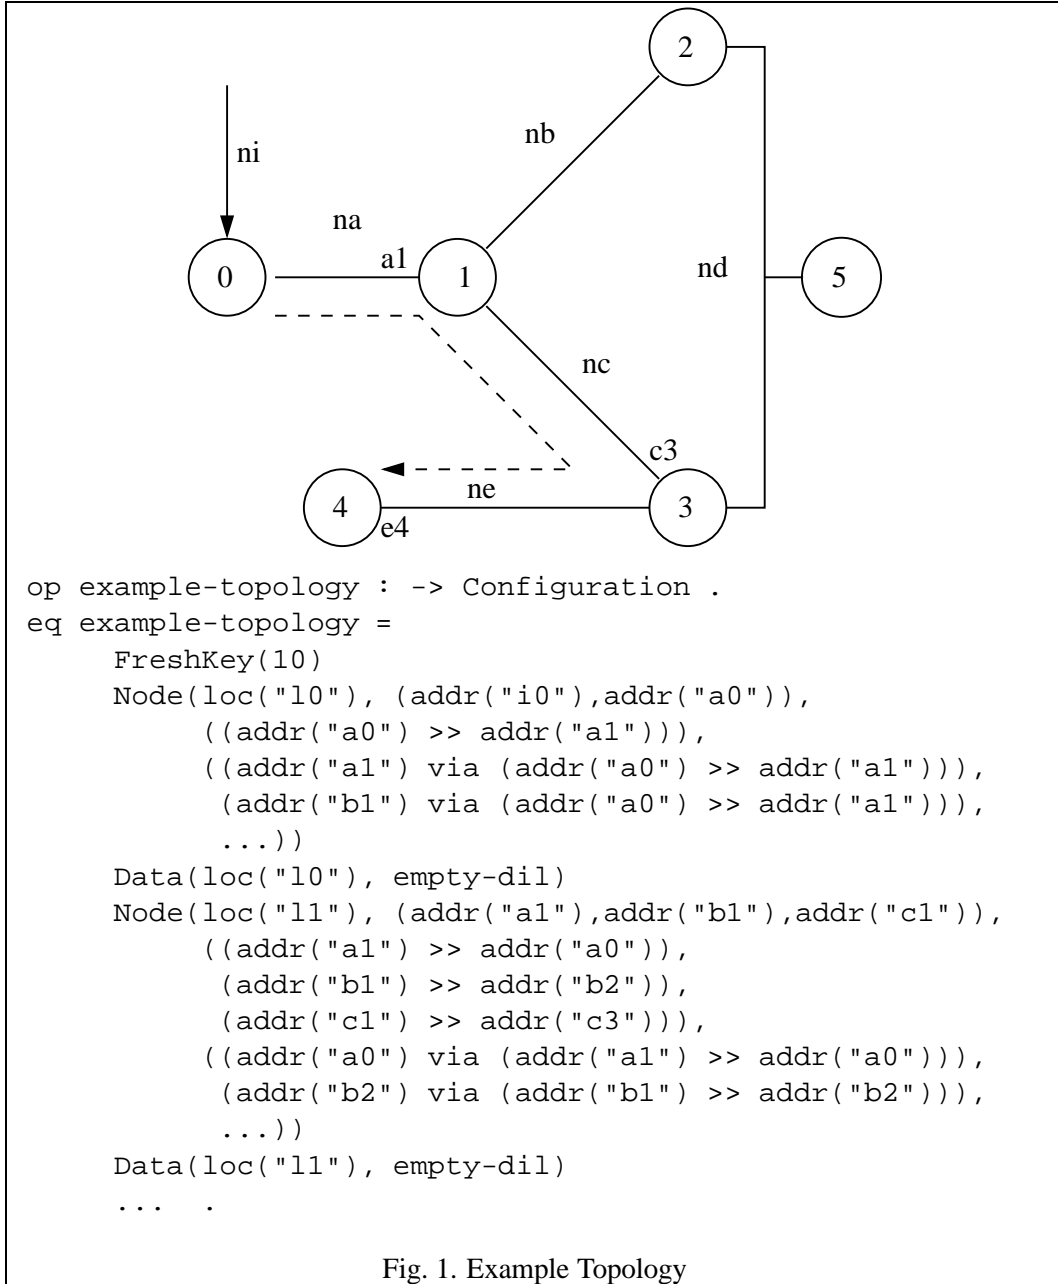 2
nb
ni
na
a1
0
1
nd
5
nc
c3
ne
4
3
e4
op example-topology : -> Configuration .
eq example-topology =
FreshKey(10)
Node(loc("l0"), (addr("i0"),addr("a0")),
((addr("a0") >> addr("a1"))),
((addr("a1") via (addr("a0") >> addr("a1"))),
(addr("b1") via (addr("a0") >> addr("a1"))),
...))
Data(loc("l0"), empty-dil)
Node(loc("l1"), (addr("a1"),addr("b1"),addr("c1")),
((addr("a1") >> addr("a0")),
(addr("b1") >> addr("b2")),
(addr("c1") >> addr("c3"))),
((addr("a0") via (addr("a1") >> addr("a0"))),
(addr("b2") via (addr("b1") >> addr("b2"))),
...))
Data(loc("l1"), empty-dil)
... .
Fig. 1. Example Topology